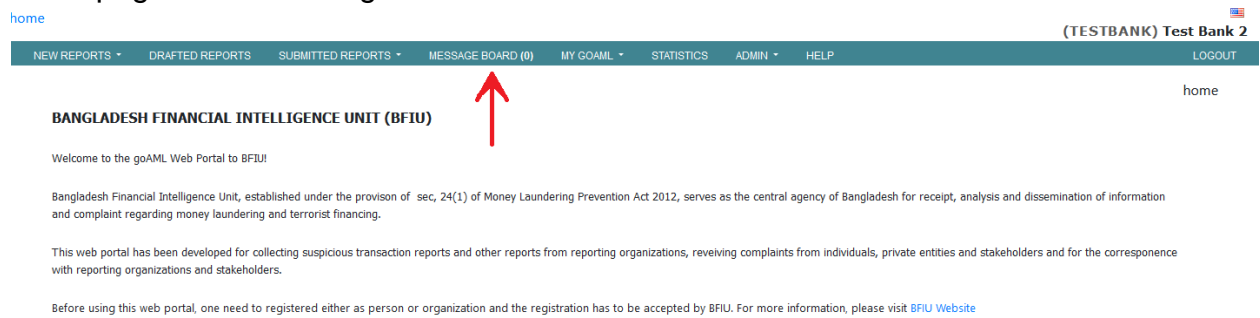 home
(TESTBANK) Test Bank 2
NEW REPORTS DRAFTED REPORTS SUBMITTED REPORTS MESSAGE BOARD (0) MY GOAML STATISTICS ADMIN HELP LOGOUT
home
BANGLADESH FINANCIAL INTELLIGENCE UNIT (BFIU)
Welcome to the goAML Web Portal to BFIU!
Bangladesh Financial Intelligence Unit, established under the provison of sec, 24(1) of Money Laundering Prevention Act 2012, serves as the central agency of Bangladesh for receipt, analysis and dissemination of information
and complaint regarding money laundering and terrorist financing.
This web portal has been developed for collecting suspicious transaction reports and other reports from reporting organizations, reveiving complaints from individuals, private entities and stakeholders and for the corresponence
with reporting organizations and stakeholders.
Before using this web portal, one need to registered either as person or organization and the registration has to be accepted by BFIU. For more information, please visit BFIU Website